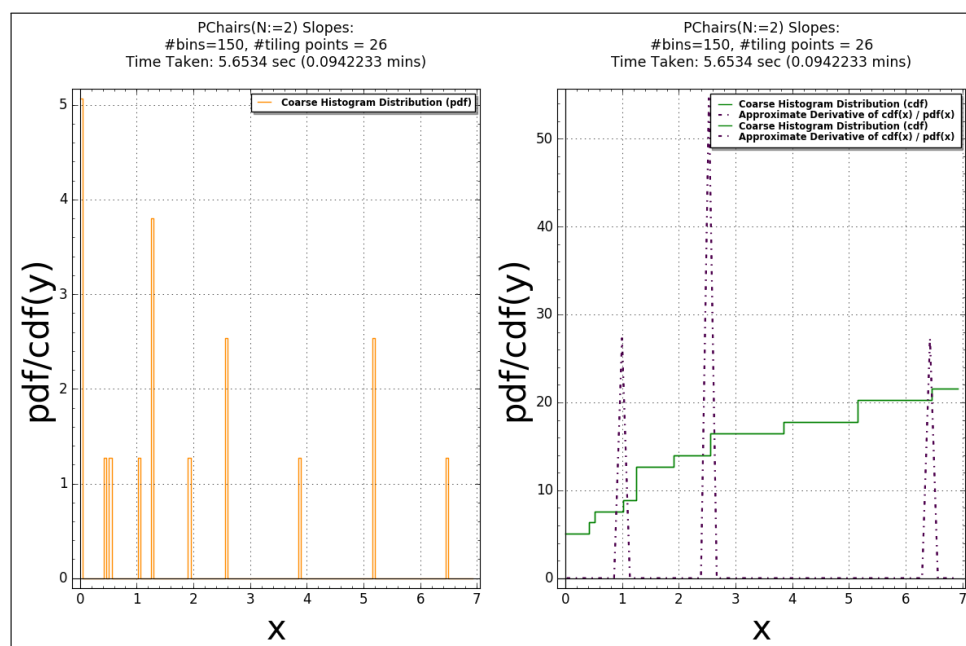 PChairs(N:=2) Slopes:
#bins=150, #tiling points = 26
Time Taken: 5.6534 sec (0.0942233 mins)
Coarse Histogram Distribution (pdf)
pdf/cdf(y)
5
4
3
2
1
0
0 1 2 3 4 5 6 7
x
PChairs(N:=2) Slopes:
#bins=150, #tiling points = 26
Time Taken: 5.6534 sec (0.0942233 mins)
Coarse Histogram Distribution (cdf)
Approximate Derivative of cdf(x) / pdf(x)
Coarse Histogram Distribution (cdf)
Approximate Derivative of cdf(x) / pdf(x)
pdf/cdf(y)
50
40
30
20
10
0
0 1 2 3 4 5 6 7
x